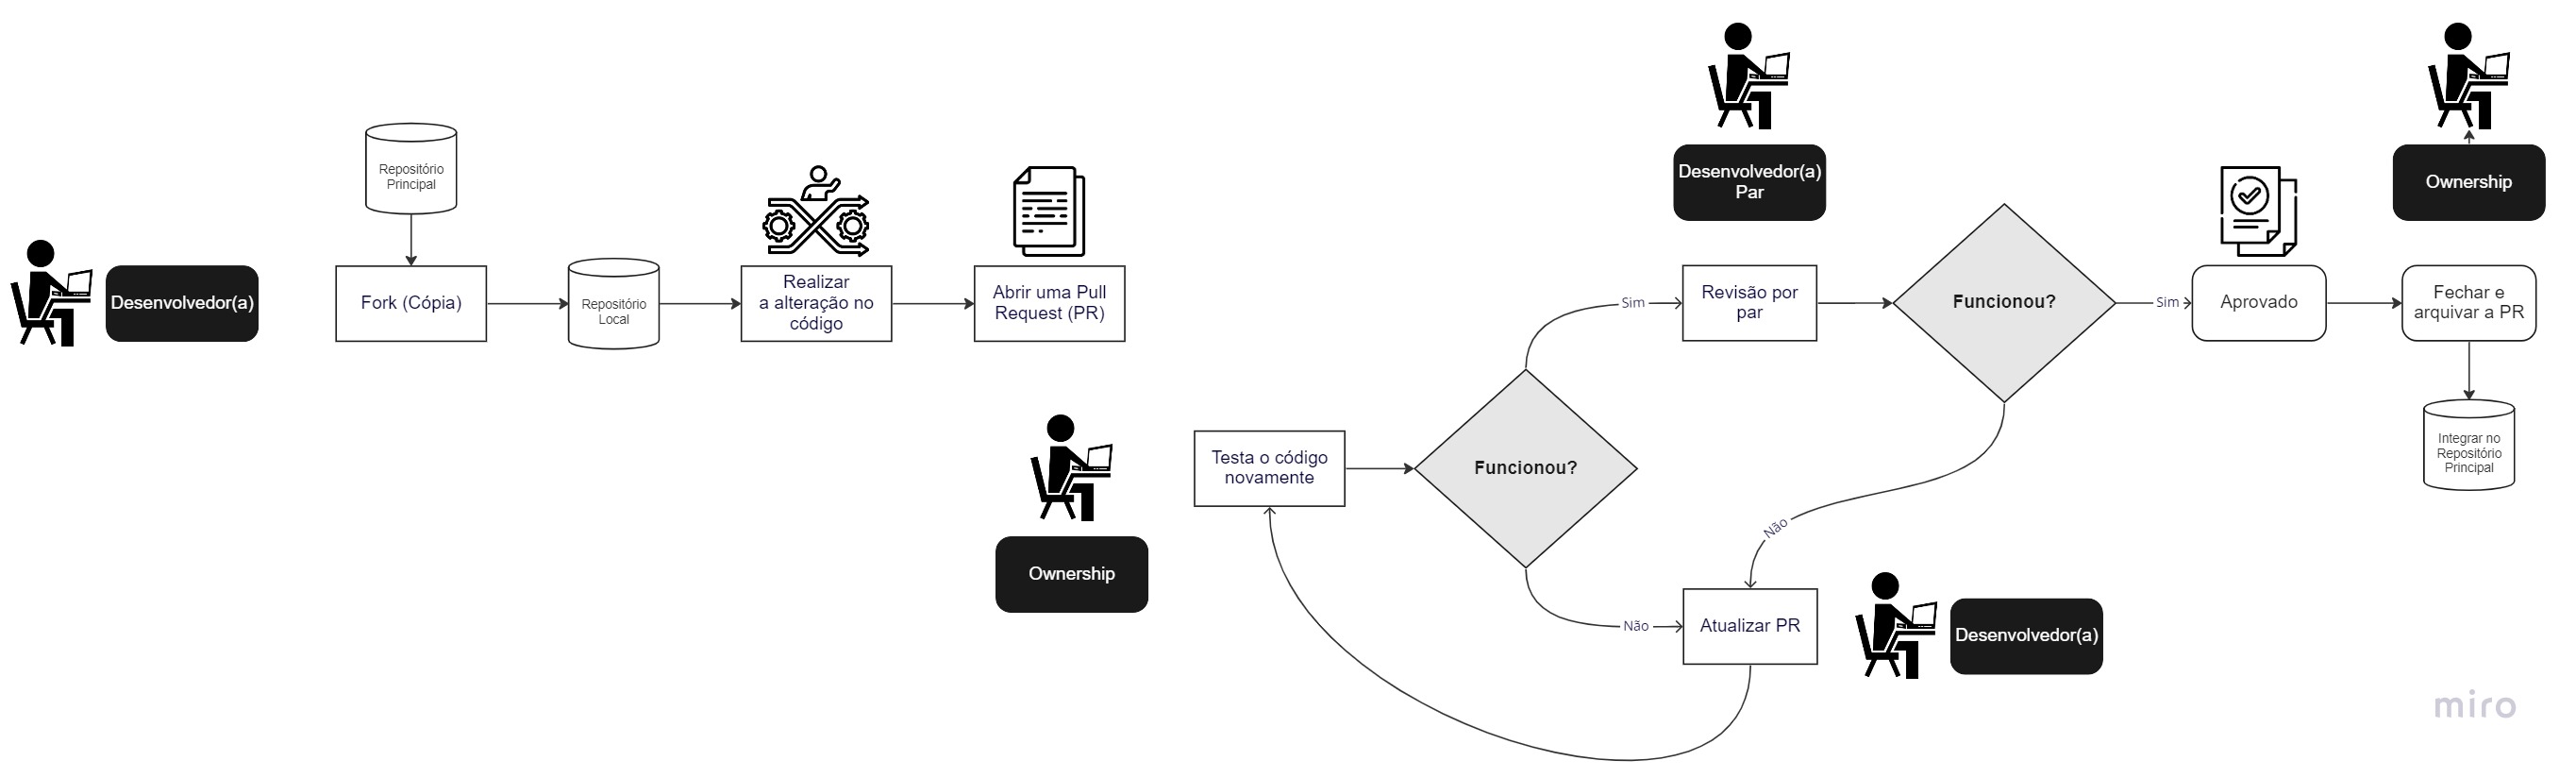 Desenvolvedor(a)
Repositório
Principal
Fork (Cópia)
Repositório
Local
Realizar
a alteração no
código
Abrir uma Pull
Request (PR)
Ownership
Testa o código
novamente
Funcionou?
Sim
Não
Desenvolvedor(a)
Par
Revisão por
par
Funcionou?
Sim
Não
Atualizar PR
Desenvolvedor(a)
Aprovado
Ownership
Fechar e
arquivar a PR
Integrar no
Repositório
Principal
miro